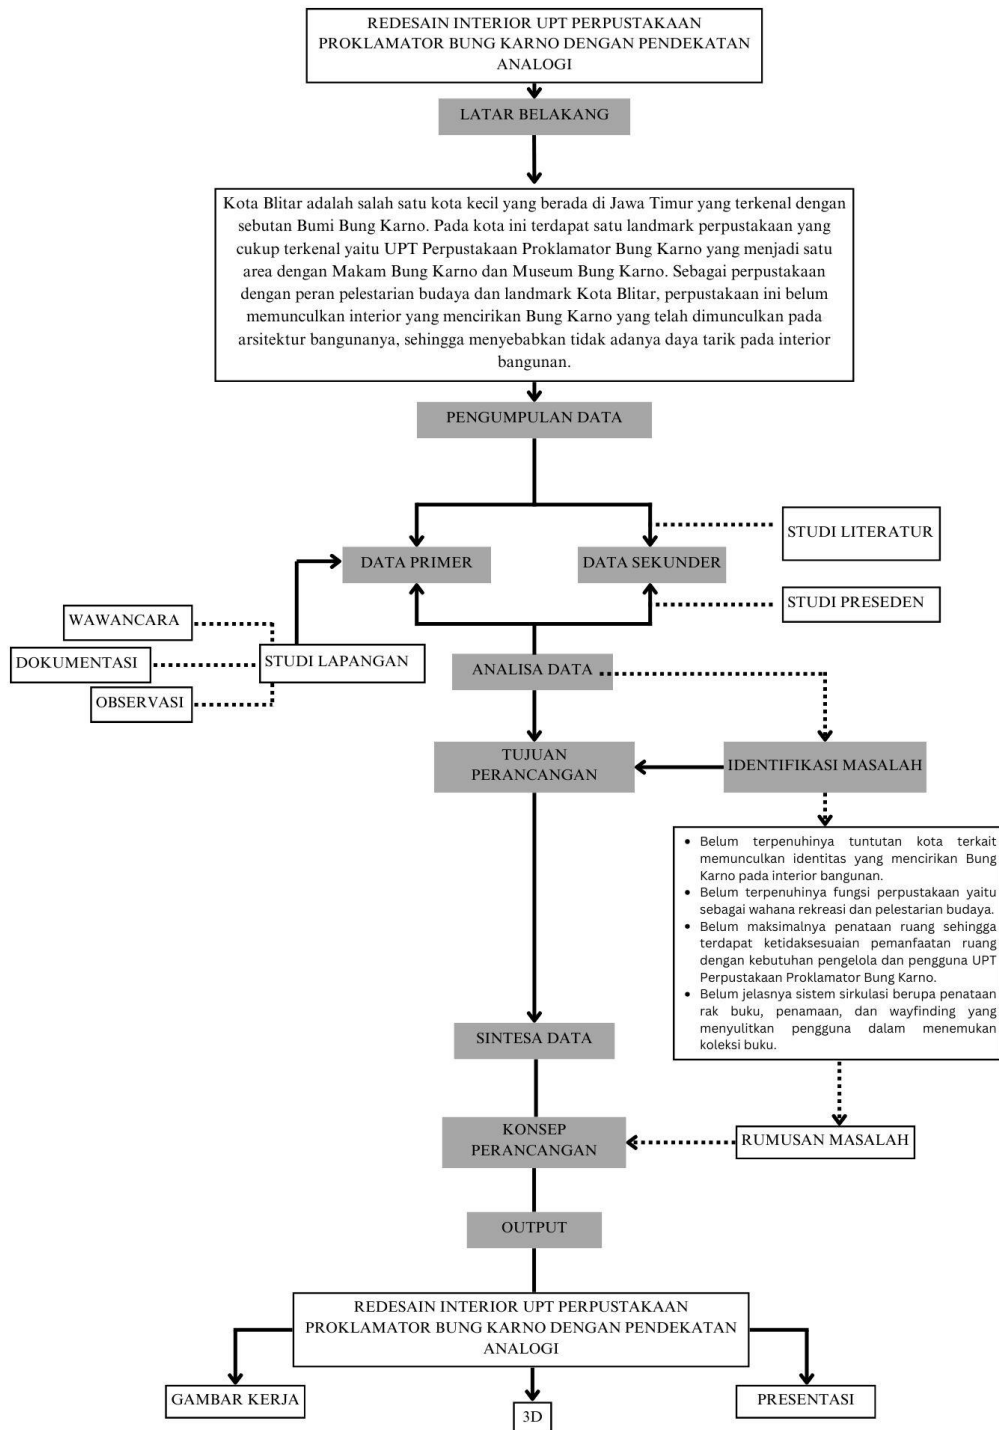 REDESAIN INTERIOR UPT PERPUSTAKAAN
PROKLAMATOR BUNG KARNO DENGAN PENDEKATAN
ANALOGI
LATAR BELAKANG
Kota Blitar adalah salah satu kota kecil yang berada di Jawa Timur yang terkenal dengan
sebutan Bumi Bung Karno. Pada kota ini terdapat satu landmark perpustakaan yang
cukup terkenal yaitu UPT Perpustakaan Proklamator Bung Karno yang menjadi satu
area dengan Makam Bung Karno dan Museum Bung Karno. Sebagai perpustakaan
dengan peran pelestarian budaya dan landmark Kota Blitar, perpustakaan ini belum
memunculkan interior yang mencirikan Bung Karno yang telah dimunculkan pada
arsitektur bangunanya, sehingga menyebabkan tidak adanya daya tarik pada interior
bangunan.
PENGUMPULAN DATA
STUDI LITERATUR
DATA PRIMER
DATA SEKUNDER
STUDI PRESEDEN
WAWANCARA
DOKUMENTASI
STUDI LAPANGAN
OBSERVASI
ANALISA DATA
TUJUAN
PERANCANGAN
IDENTIFIKASI MASALAH
• Belum terpenuhinya tuntutan kota terkait
memunculkan identitas yang mencirikan Bung
Karno pada interior bangunan.
• Belum terpenuhinya fungsi perpustakaan yaitu
sebagai wahana rekreasi dan pelestarian budaya.
• Belum maksimalnya penataan ruang sehingga
terdapat ketidaksesuaian pemanfaatan ruang
dengan kebutuhan pengelola dan pengguna UPT
Perpustakaan Proklamator Bung Karno.
• Belum jelasnya sistem sirkulasi berupa penataan
rak buku, penamaan, dan wayfinding yang
menyulitkan pengguna dalam menemukan
koleksi buku.
SINTESA DATA
KONSEP
PERANCANGAN
RUMUSAN MASALAH
OUTPUT
REDESAIN INTERIOR UPT PERPUSTAKAAN
PROKLAMATOR BUNG KARNO DENGAN PENDEKATAN
ANALOGI
GAMBAR KERJA
3D
PRESENTASI